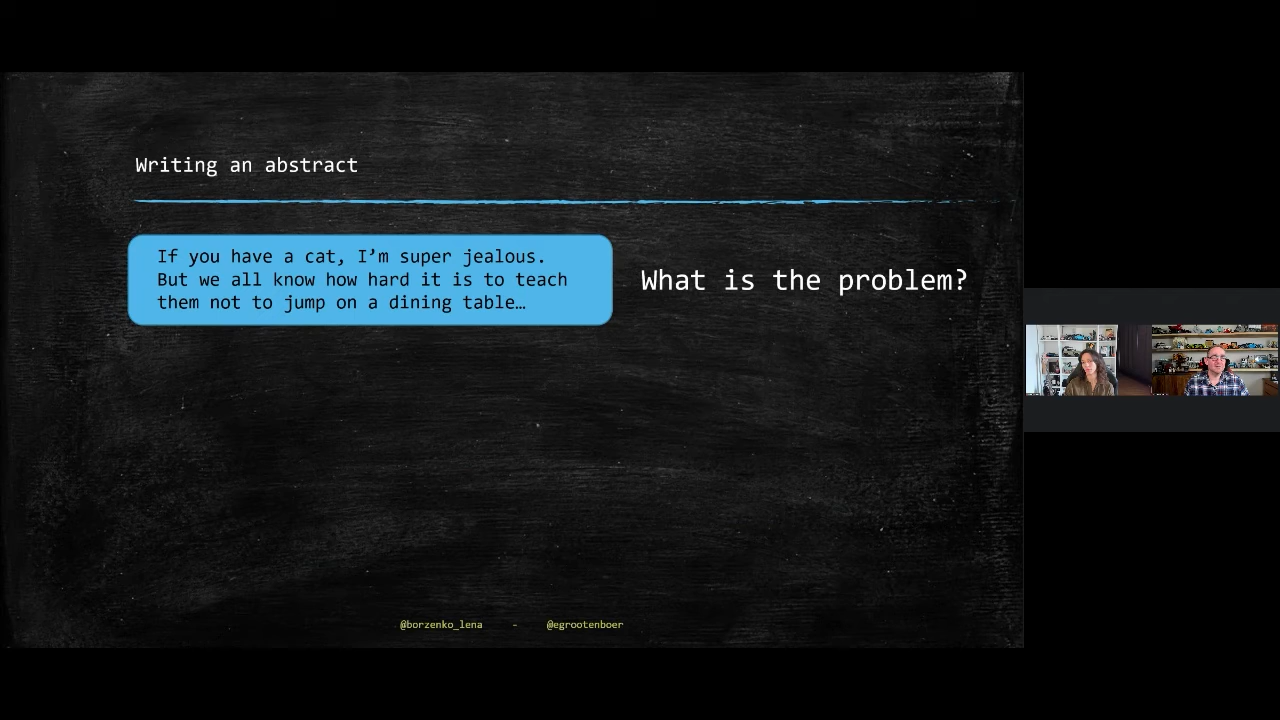 Writing an abstract
If you have a cat, I’m super jealous.
But we all know how hard it is to teach
them not to jump on a dining table…
What is the problem?
@borzenko_lena - @egrootenboer